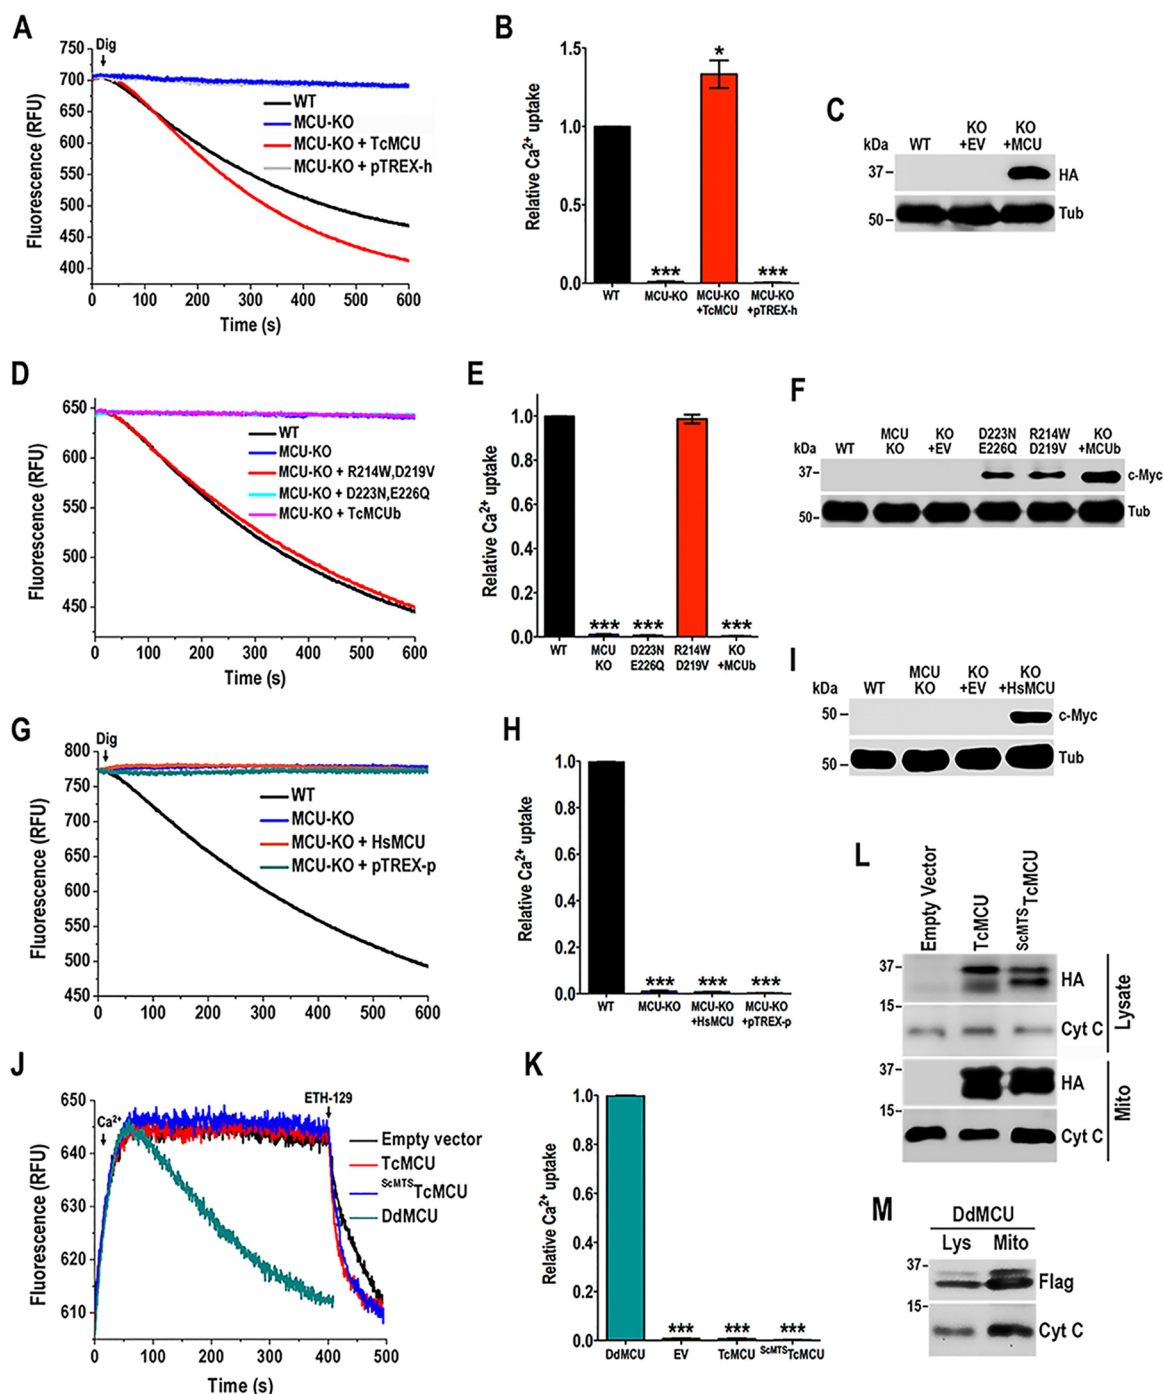 A
Fluorescence (RFU)
750
700
650
600
550
500
450
400
Dig
WT
MCU-KO
MCU-KO + TcMCU
MCU-KO + pTREX-h
0 100 200 300 400 500 600
Time (s)
B
Relative Ca2+ uptake
1.5
1.0
0.5
0.0
***
*
***
WT
MCU-KO
MCU-KO
+TcMCU
MCU-KO
+pTREX-h
C
kDa
WT
KO
+EV
KO
+MCU
37
HA
50
Tub
D
Fluorescence (RFU)
650
600
550
500
450
WT
MCU-KO
MCU-KO + R214W,D219V
MCU-KO + D223N,E226Q
MCU-KO + TcMCUb
0 100 200 300 400 500 600
Time (s)
E
Relative Ca2+ uptake
1.0
0.8
0.6
0.4
0.2
0.0
***
***
***
WT
MCU
KO
D223N
E226Q
R214W
D219V
KO
+MCUb
F
kDa
WT
MCU
KO
KO
+EV
D223N
E226Q
R214W
D219V
KO
+MCUb
37
c-Myc
50
Tub
G
Fluorescence (RFU)
800
750
700
650
600
550
500
450
Dig
WT
MCU-KO
MCU-KO + HsMCU
MCU-KO + pTREX-p
0 100 200 300 400 500 600
Time (s)
H
Relative Ca2+ uptake
1.0
0.8
0.6
0.4
0.2
0.0
***
***
***
WT
MCU-KO
MCU-KO
+HsMCU
MCU-KO
+pTREX-p
I
kDa
WT
MCU
KO
KO
+EV
KO
+HsMCU
50
c-Myc
50
Tub
J
Fluorescence (RFU)
650
640
630
620
610
Ca2+
ETH-129
Empty vector
TcMCU
ScMTSTcMCU
DdMCU
0 100 200 300 400 500
Time (s)
K
Relative Ca2+ uptake
1.0
0.8
0.6
0.4
0.2
0.0
***
***
***
DdMCU
EV
TcMCU
ScMTSTcMCU
L
Empty Vector
TcMCU
ScMTSTcMCU
37
HA
15
Cyt C
Lysate
37
HA
15
Cyt C
Mito
M
DdMCU
Lys
Mito
37
Flag
15
Cyt C